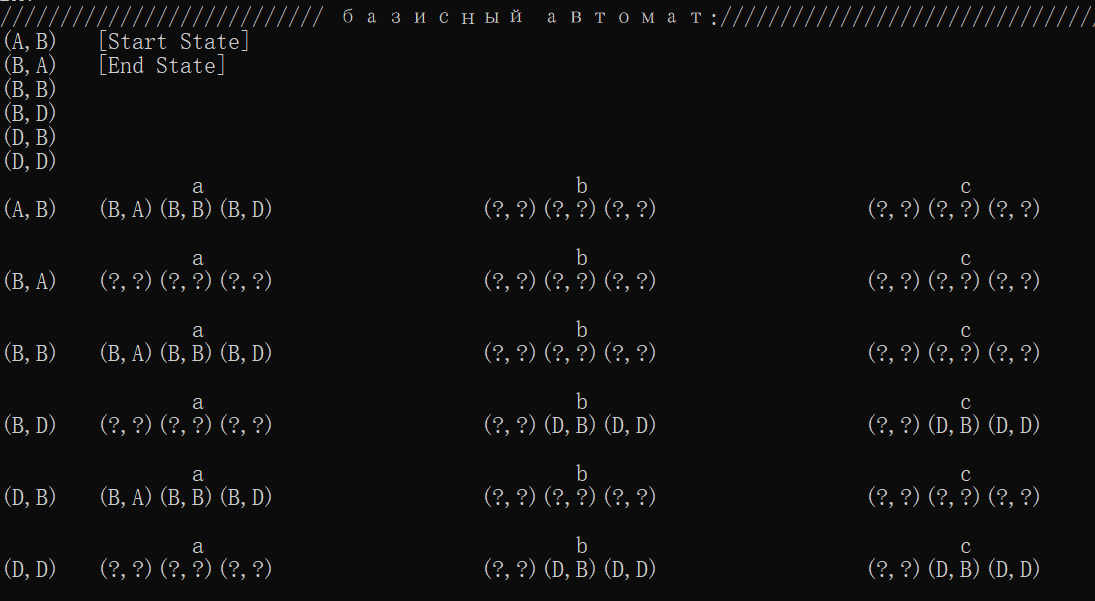 /////////////////////////// базисный автомат:////////////////////////////////
(A,B) [Start State]
(B,A) [End State]
(B,B)
(B,D)
(D,B)
(D,D)
a b c
(A,B) (B,A)(B,B)(B,D) (?,?)(?,?)(?,?) (?,?)(?,?)(?,?)
a b c
(B,A) (?,?)(?,?)(?,?) (?,?)(?,?)(?,?) (?,?)(?,?)(?,?)
a b c
(B,B) (B,A)(B,B)(B,D) (?,?)(?,?)(?,?) (?,?)(?,?)(?,?)
a b c
(B,D) (?,?)(?,?)(?,?) (?,?)(D,B)(D,D) (?,?)(D,B)(D,D)
a b c
(D,B) (B,A)(B,B)(B,D) (?,?)(?,?)(?,?) (?,?)(?,?)(?,?)
a b c
(D,D) (?,?)(?,?)(?,?) (?,?)(D,B)(D,D) (?,?)(D,B)(D,D)